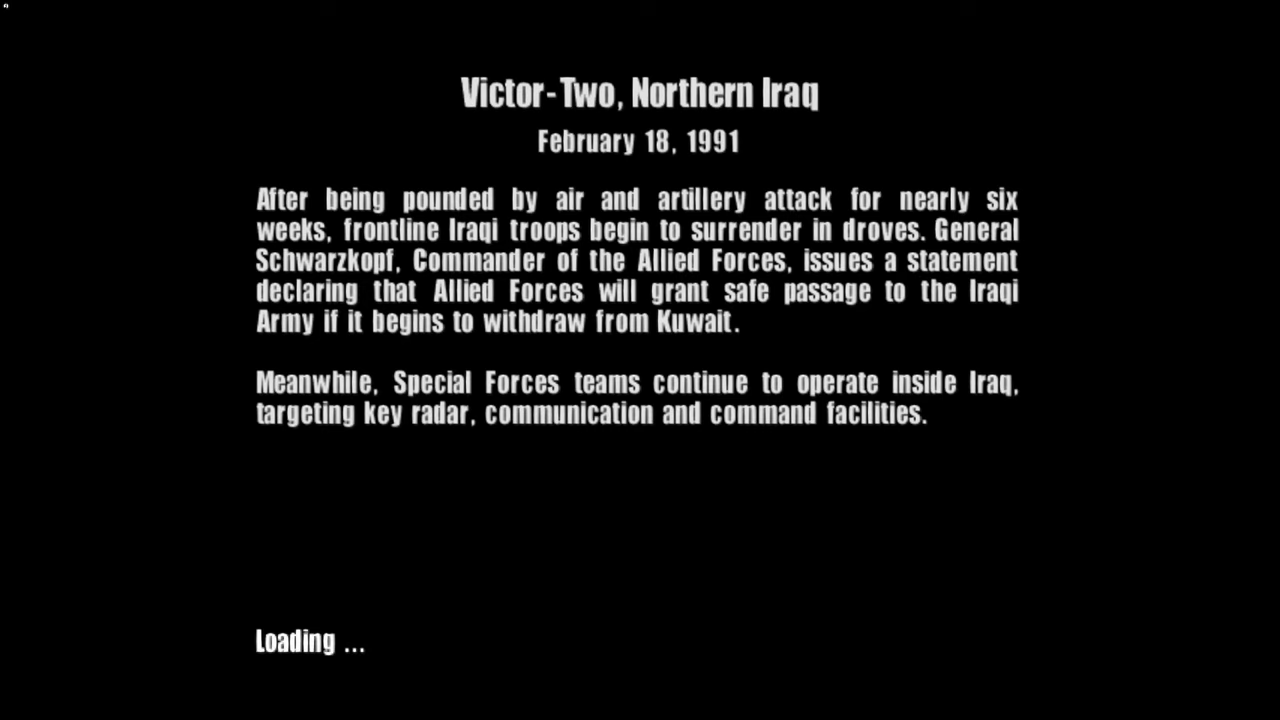 Victor-Two, Northern Iraq
February 18, 1991
After being pounded by air and artillery attack for nearly six
weeks, frontline Iraqi troops begin to surrender in droves. General
Schwarzkopf, Commander of the Allied Forces, issues a statement
declaring that Allied Forces will grant safe passage to the Iraqi
Army if it begins to withdraw from Kuwait.
Meanwhile, Special Forces teams continue to operate inside Iraq,
targeting key radar, communication and command facilities.
Loading ...